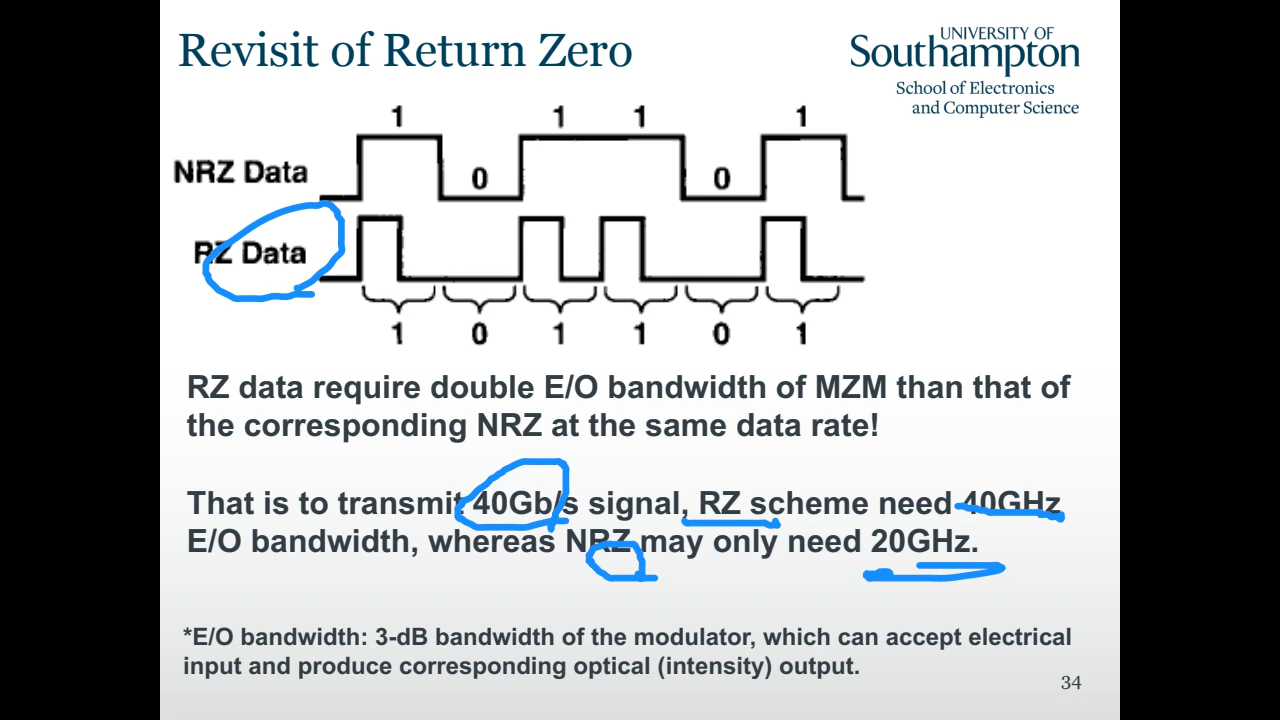 Revisit of Return Zero
UNIVERSITY OF
Southampton
School of Electronics
and Computer Science
1 1 1 1
NRZ Data
0 0
RZ Data
1 0 1 1 0 1
RZ data require double E/O bandwidth of MZM than that of
the corresponding NRZ at the same data rate!
That is to transmit 40Gb/s signal, RZ scheme need 40GHz
E/O bandwidth, whereas NRZ may only need 20GHz.
*E/O bandwidth: 3-dB bandwidth of the modulator, which can accept electrical
input and produce corresponding optical (intensity) output.
34